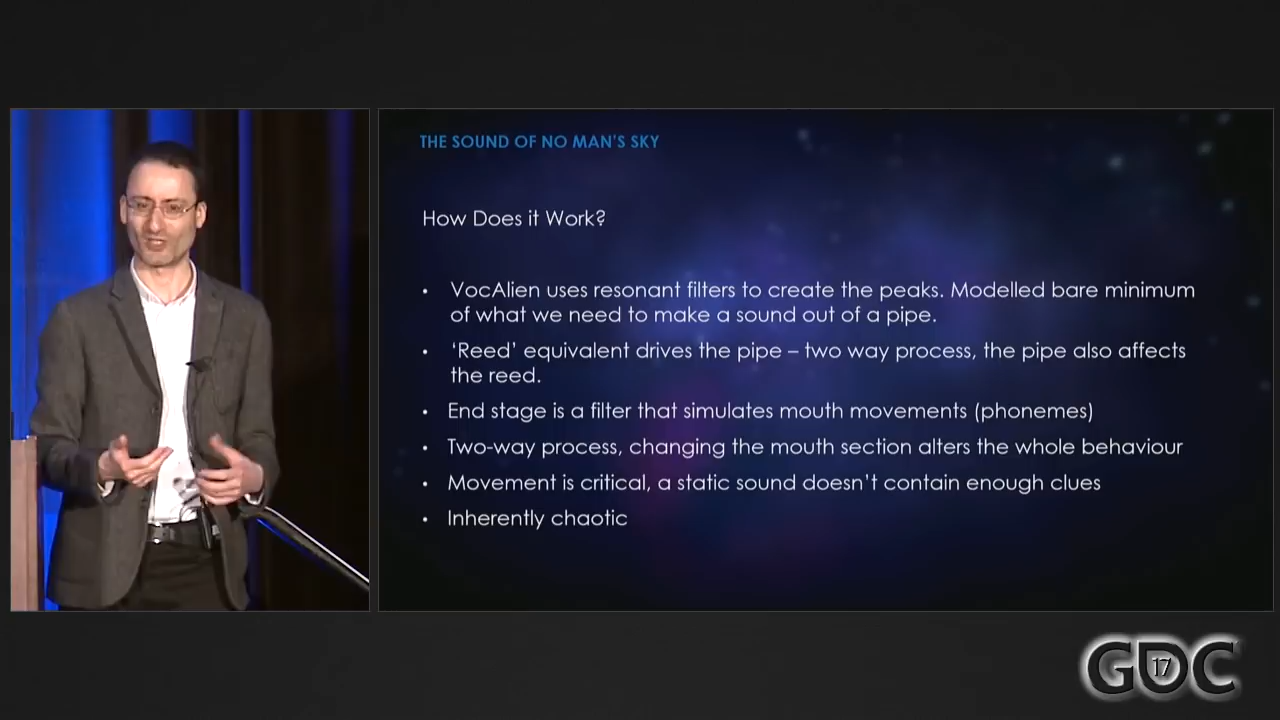 THE SOUND OF NO MAN'S SKY
How Does it Work?
• VocAlien uses resonant filters to create the peaks. Modelled bare minimum
of what we need to make a sound out of a pipe.
• 'Reed' equivalent drives the pipe – two way process, the pipe also affects
the reed.
• End stage is a filter that simulates mouth movements (phonemes)
• Two-way process, changing the mouth section alters the whole behaviour
• Movement is critical, a static sound doesn't contain enough clues
• Inherently chaotic
GDC 17